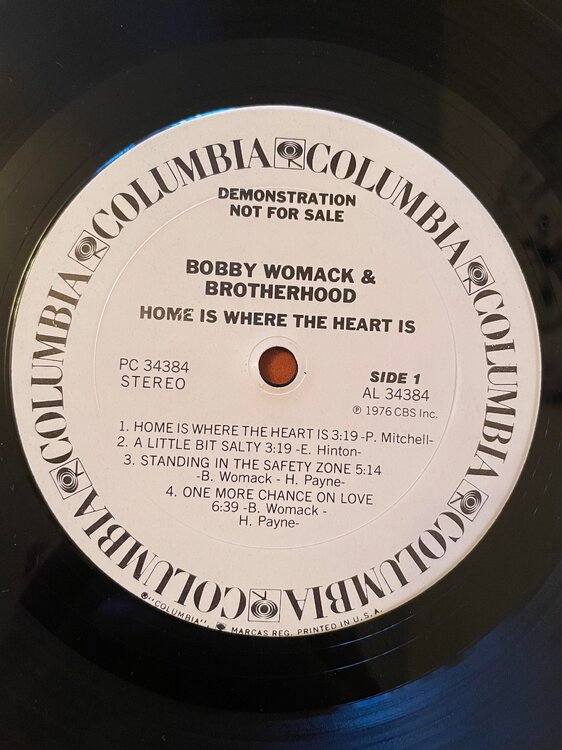 COLUMBIA COLUMBIA COLUMBIA COLUMBIA COLUMBIA COLUMBIA COLUMBIA
DEMONSTRATION
NOT FOR SALE
BOBBY WOMACK &
BROTHERHOOD
HOME IS WHERE THE HEART IS
PC 34384
STEREO
SIDE 1
AL 34384
℗ 1976 CBS Inc.
1. HOME IS WHERE THE HEART IS 3:19 -P. Mitchell-
2. A LITTLE BIT SALTY 3:19 -E. Hinton-
3. STANDING IN THE SAFETY ZONE 5:14
-B. Womack - H. Payne-
4. ONE MORE CHANCE ON LOVE
6:39 -B. Womack -
H. Payne-
®"COLUMBIA", MARCAS REG. PRINTED IN U.S.A.